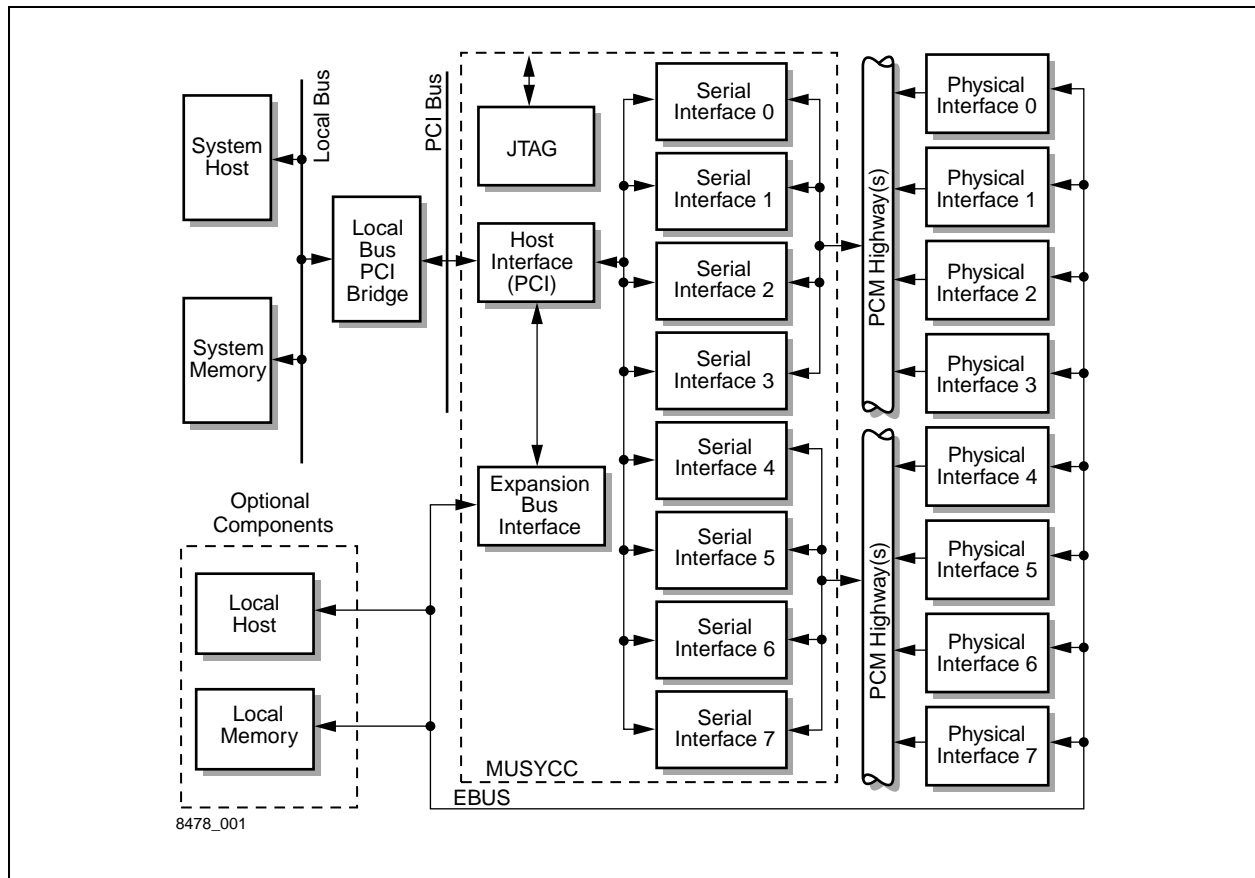 System
Host
Local Bus
System
Memory
Local
Bus
PCI
Bridge
PCI Bus
JTAG
Host
Interface
(PCI)
Expansion
Bus
Interface
Serial
Interface 0
Serial
Interface 1
Serial
Interface 2
Serial
Interface 3
Serial
Interface 4
Serial
Interface 5
Serial
Interface 6
Serial
Interface 7
PCM Highway(s)
PCM Highway(s)
Physical
Interface 0
Physical
Interface 1
Physical
Interface 2
Physical
Interface 3
Physical
Interface 4
Physical
Interface 5
Physical
Interface 6
Physical
Interface 7
Optional
Components
Local
Host
Local
Memory
MUSYCC
EBUS
8478_001